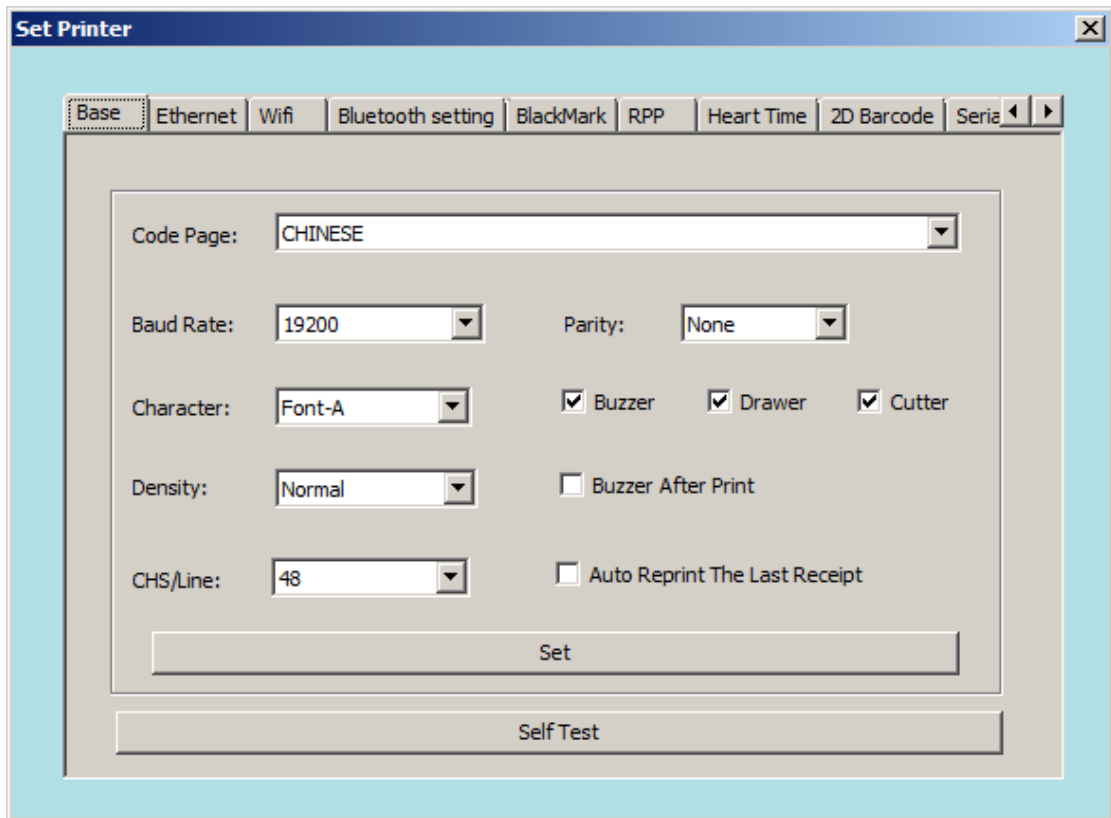 Set Printer
Base Ethernet Wifi Bluetooth setting BlackMark RPP Heart Time 2D Barcode Seria
Code Page: CHINESE
Baud Rate: 19200 Parity: None
Character: Font-A Buzzer Drawer Cutter
Density: Normal Buzzer After Print
CHS/Line: 48 Auto Reprint The Last Receipt
Set
Self Test